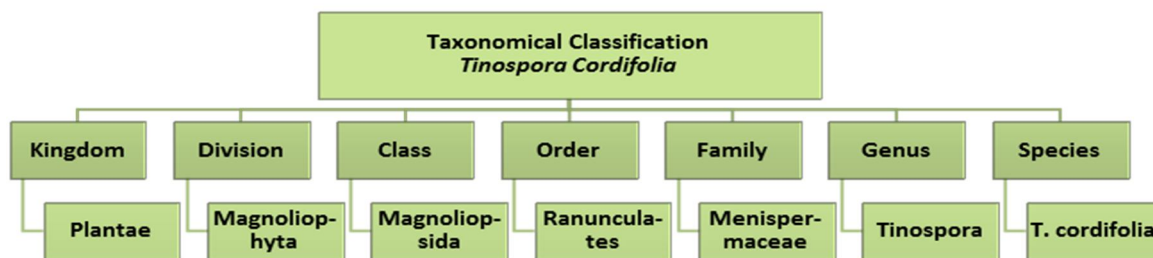 Taxonomical Classification
Tinospora Cordifolia
Kingdom
Division
Class
Order
Family
Genus
Species
Plantae
Magnoliop-
hyta
Magnoliop-
sida
Ranuncula-
tes
Menisper-
maceae
Tinospora
T. cordifolia